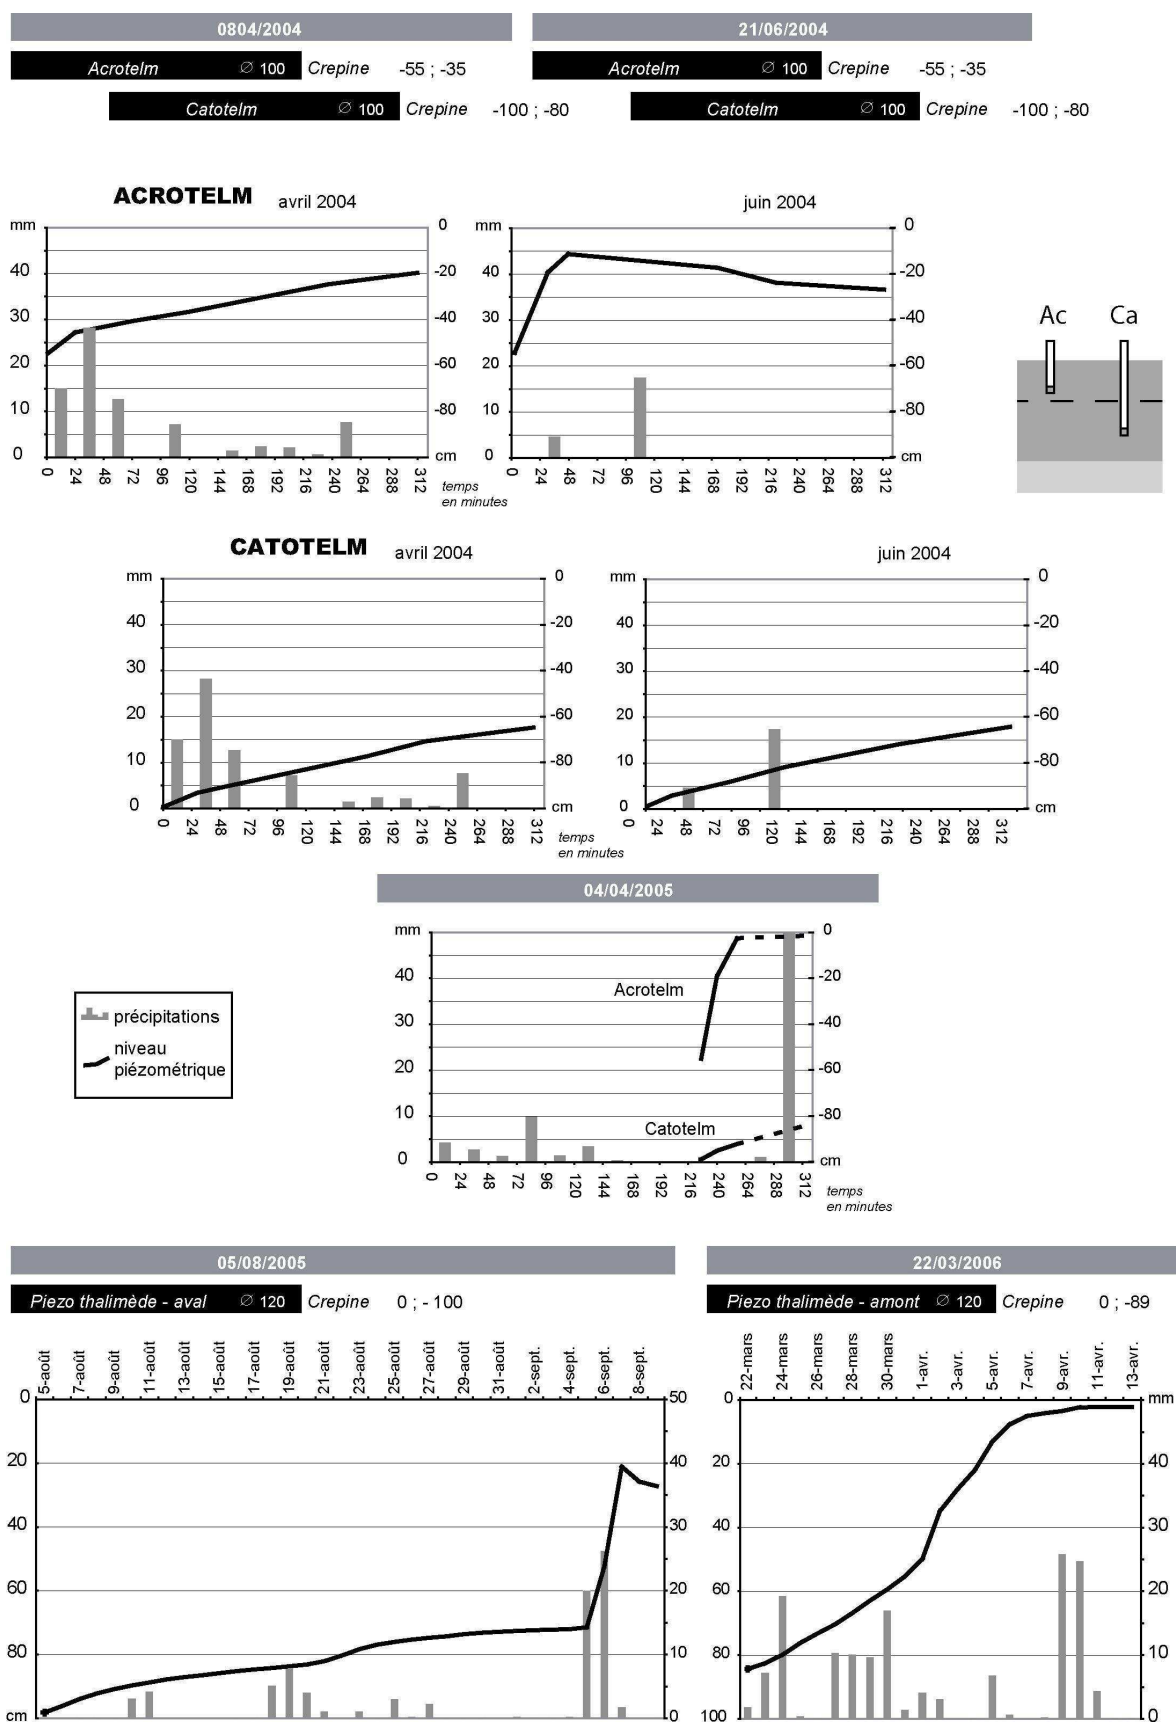 0804/2004 21/06/2004
Acrotelm ∅ 100 Crepine -55 ; -35 Acrotelm ∅ 100 Crepine -55 ; -35
Catotelm ∅ 100 Crepine -100 ; -80 Catotelm ∅ 100 Crepine -100 ; -80
ACROTELM avril 2004 juin 2004
mm 0 0
40 -20 40 -20
30 -40 30 -40
20 -60 20 -60
10 -80 10 -80
0 cm 0 cm
0 24 72 96 120 144 168 192 216 240 288 312
temps
en minutes
0 24 48 96 120 144 168 192 216 240 288 312
Ac Ca
CATOTELM avril 2004 juin 2004
mm 0 mm 0
40 -20 40 -20
30 -40 30 -40
20 -60 20 -60
10 -80 10 -80
0 cm 0 cm
0 24 48 72 96 120 144 168 192 216 240 264 288 312
temps
en minutes
0 24 48 72 96 120 144 168 192 216 240 264 288 312
04/04/2005
mm 0
40 -20
30 -40
20 -60
10 -80
0 cm
Acrotelm
Catotelm
0 24 48 72 96 120 144 168 192 216 240 264 288 312
temps
en minutes
précipitations
niveau
piézométrique
05/08/2005 22/03/2006
Piezo thalimède - aval ∅ 120 Crepine 0 ; - 100 Piezo thalimède - amont ∅ 120 Crepine 0 ; -89
5-août 7-août 9-août 11-août 13-août 15-août 17-août 19-août 21-août 23-août 25-août 27-août 29-août 31-août 2-sept. 4-sept. 6-sept. 8-sept.
22-mars 24-mars 26-mars 28-mars 30-mars 1-avr. 3-avr. 5-avr. 7-avr. 9-avr. 11-avr. 13-avr.
0 50 0 mm
20 40 20 40
40 30 40 30
60 20 60 20
80 10 80 10
cm 0 100 0